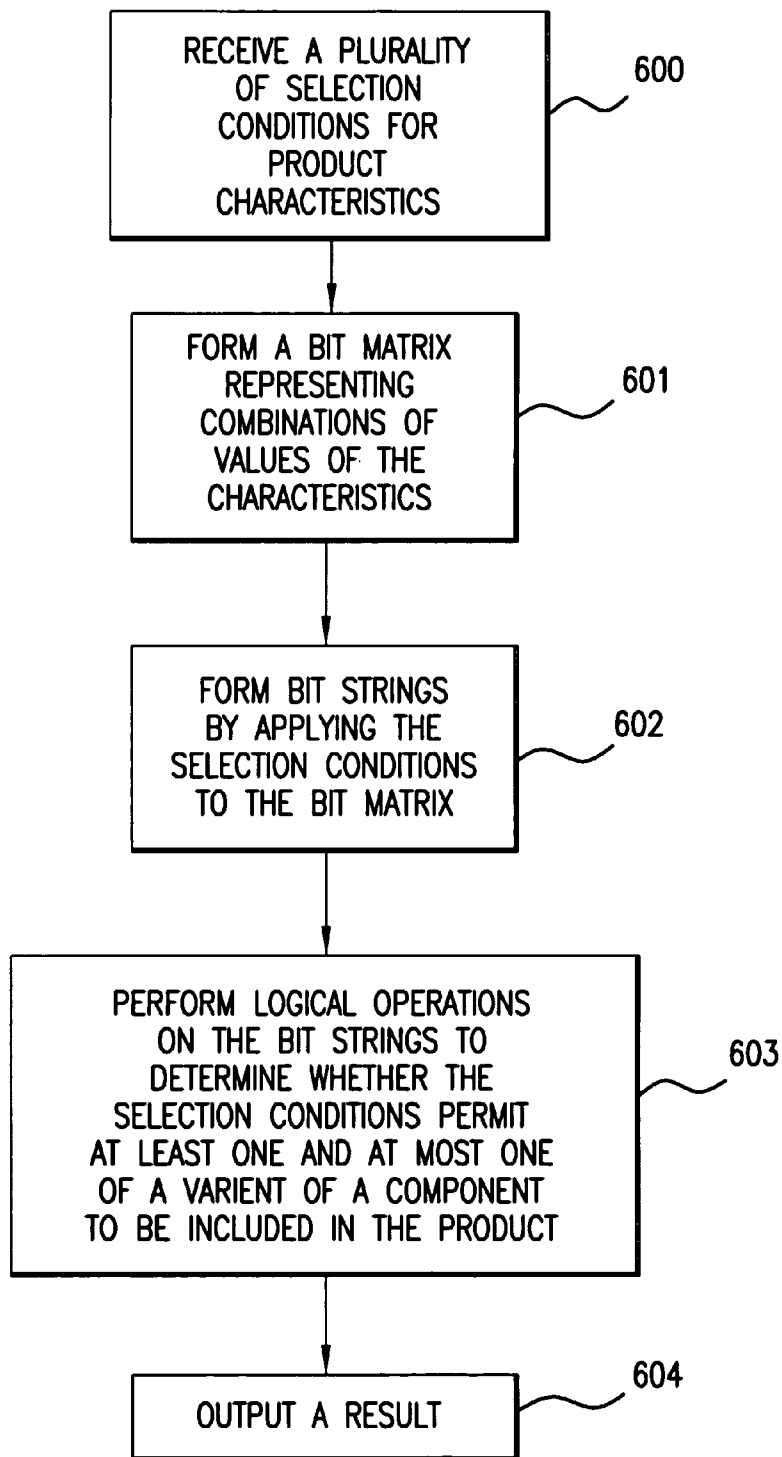 RECEIVE A PLURALITY
OF SELECTION
CONDITIONS FOR
PRODUCT
CHARACTERISTICS
600
FORM A BIT MATRIX
REPRESENTING
COMBINATIONS OF
VALUES OF THE
CHARACTERISTICS
601
FORM BIT STRINGS
BY APPLYING THE
SELECTION CONDITIONS
TO THE BIT MATRIX
602
PERFORM LOGICAL OPERATIONS
ON THE BIT STRINGS TO
DETERMINE WHETHER THE
SELECTION CONDITIONS PERMIT
AT LEAST ONE AND AT MOST ONE
OF A VARIENT OF A COMPONENT
TO BE INCLUDED IN THE PRODUCT
603
OUTPUT A RESULT
604